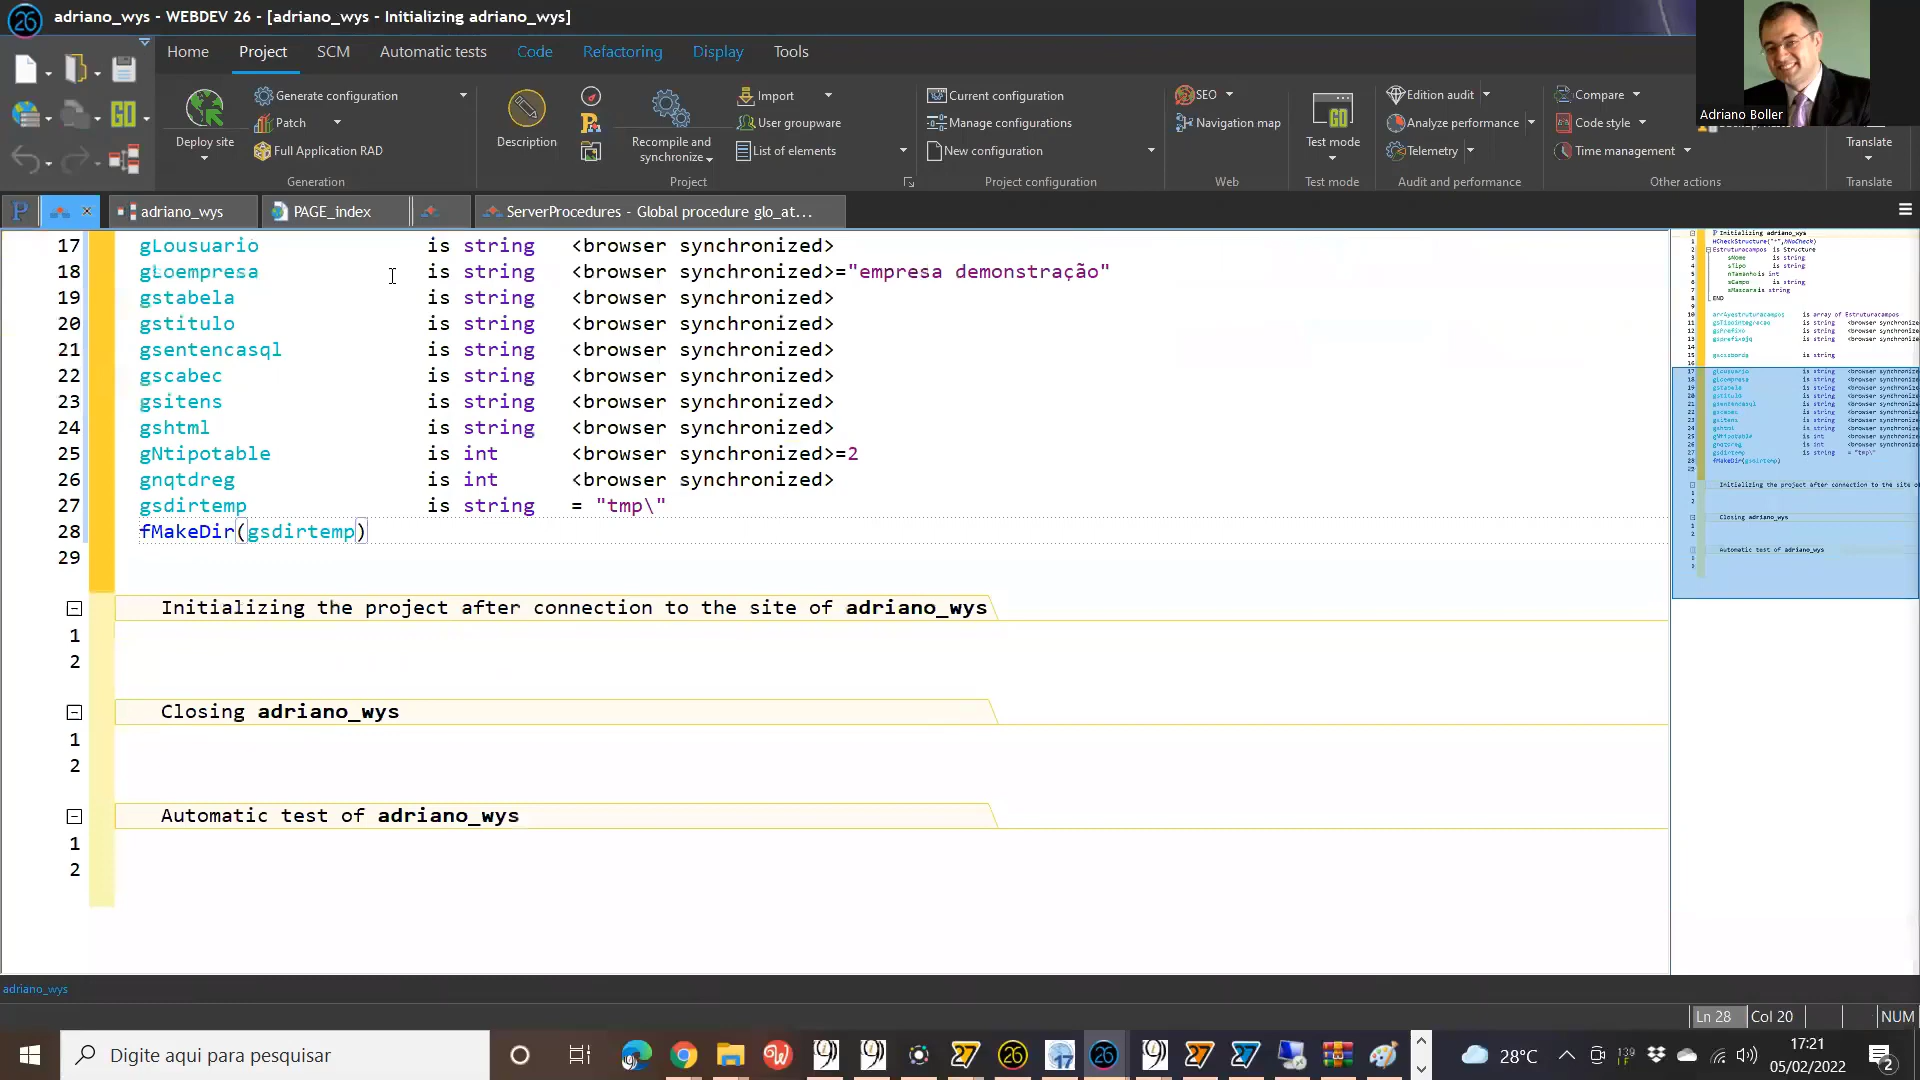 adriano_wys - WEBDEV 26 - [adriano_wys - Initializing adriano_wys]
Home Project SCM Automatic tests Code Refactoring Display Tools
Adriano Boller
Deploy site
Generate configuration
Patch
Full Application RAD
Generation
Description
Recompile and synchronize
Import
User groupware
List of elements
Project
Current configuration
Manage configurations
New configuration
Project configuration
SEO
Navigation map
Web
GO
Test mode
Test mode
Edition audit
Analyze performance
Telemetry
Audit and performance
Compare
Code style
Time management
Other actions
Translate
Translate
adriano_wys PAGE_index ServerProcedures - Global procedure glo_at...
17 gLousuario is string <browser synchronized>
18 gLoempresa is string <browser synchronized>="empresa demonstração"
19 gstabela is string <browser synchronized>
20 gstitulo is string <browser synchronized>
21 gsentencasql is string <browser synchronized>
22 gscabec is string <browser synchronized>
23 gsitens is string <browser synchronized>
24 gshtml is string <browser synchronized>
25 gNtipotable is int <browser synchronized>=2
26 gnqtdreg is int <browser synchronized>
27 gsdirtemp is string = "tmp\"
28 fMakeDir(gsdirtemp)
29
Initializing the project after connection to the site of adriano_wys
1
2
Closing adriano_wys
1
2
Automatic test of adriano_wys
1
2
adriano_wys
Ln 28 Col 20 NUM
Digite aqui para pesquisar
28°C
17:21
05/02/2022
2